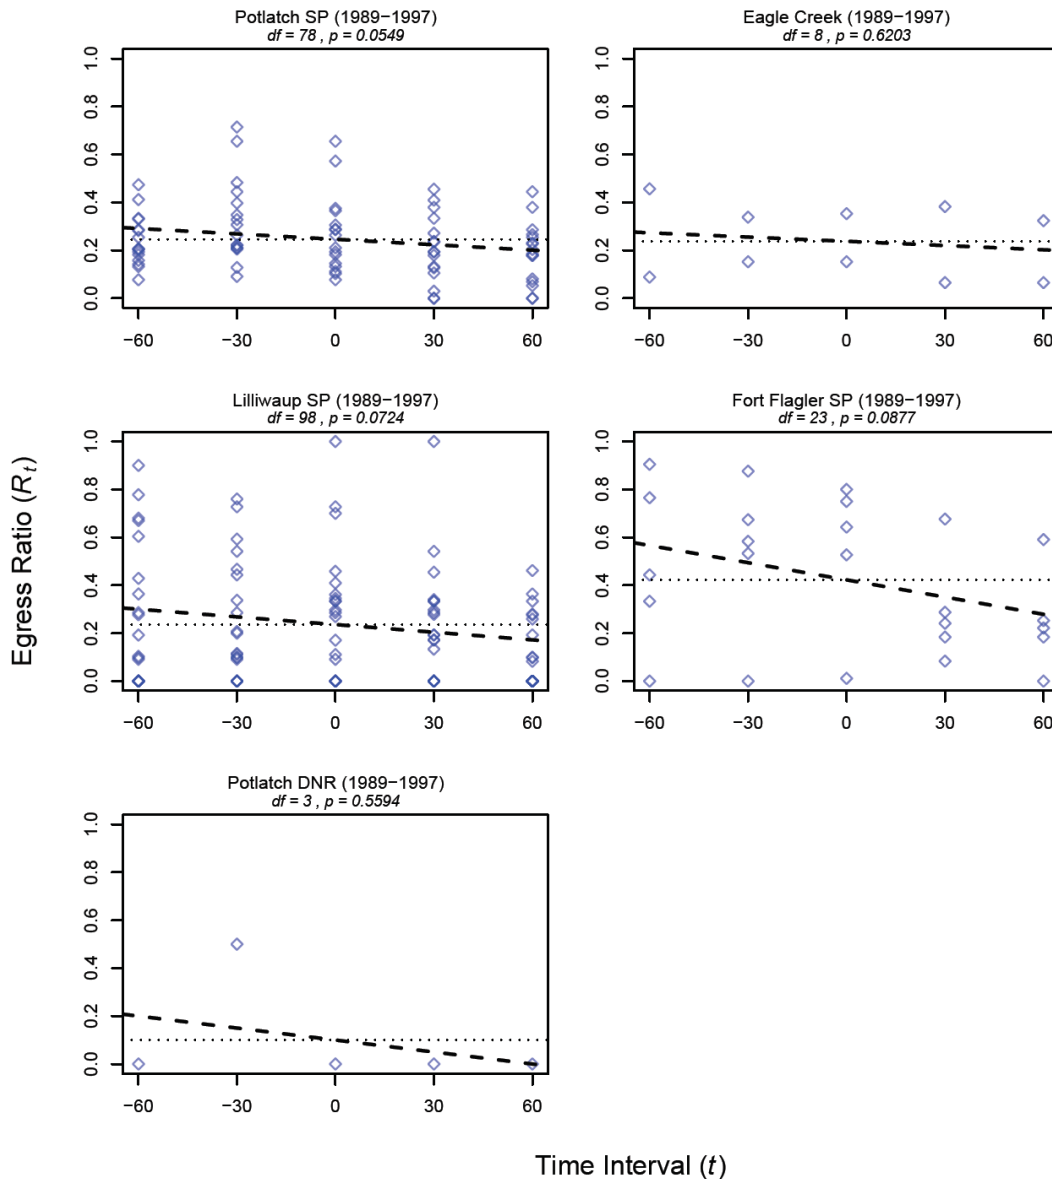 Potlatch SP (1989−1997)
df = 78 , p = 0.0549
1.0
0.8
0.6
0.4
0.2
0.0
−60 −30 0 30 60
Eagle Creek (1989−1997)
df = 8 , p = 0.6203
1.0
0.8
0.6
0.4
0.2
0.0
−60 −30 0 30 60
Lilliwaup SP (1989−1997)
df = 98 , p = 0.0724
1.0
0.8
0.6
0.4
0.2
0.0
−60 −30 0 30 60
Fort Flagler SP (1989−1997)
df = 23 , p = 0.0877
1.0
0.8
0.6
0.4
0.2
0.0
−60 −30 0 30 60
Potlatch DNR (1989−1997)
df = 3 , p = 0.5594
1.0
0.8
0.6
0.4
0.2
0.0
−60 −30 0 30 60
Egress Ratio (Rt)
Time Interval (t)